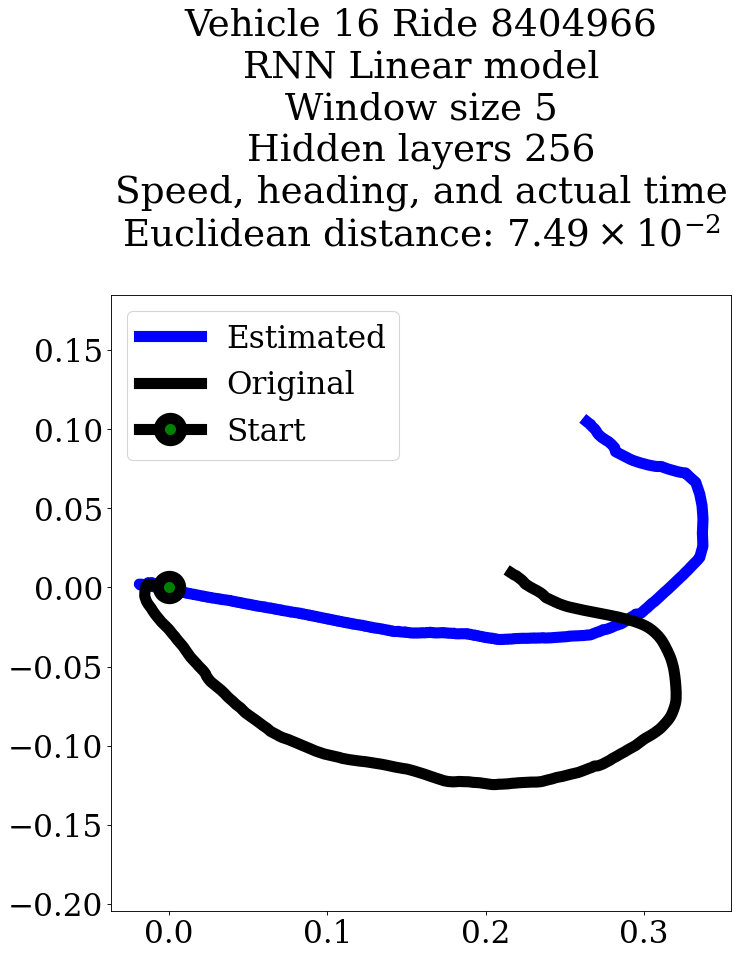 Vehicle 16 Ride 8404966
RNN Linear model
Window size 5
Hidden layers 256
Speed, heading, and actual time
Euclidean distance: 7.49 × 10⁻²
Estimated
Original
Start
0.15
0.10
0.05
0.00
−0.05
−0.10
−0.15
−0.20
0.0 0.1 0.2 0.3